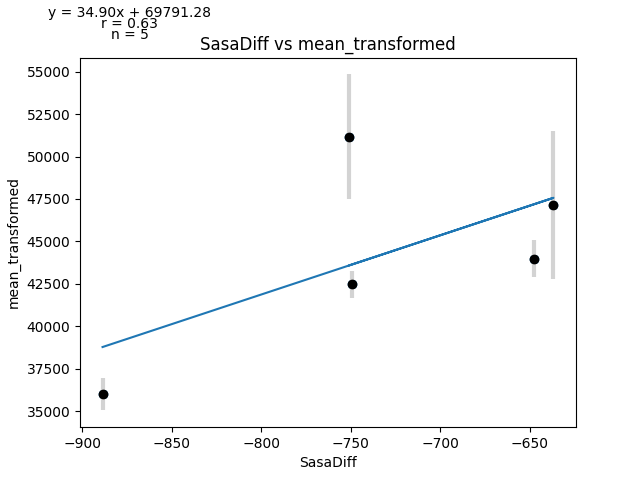 y = 34.90x + 69791.28
r = 0.63
n = 5
SasaDiff vs mean_transformed
55000
52500
50000
47500
45000
42500
40000
37500
35000
mean_transformed
−900
−850
−800
−750
−700
−650
SasaDiff